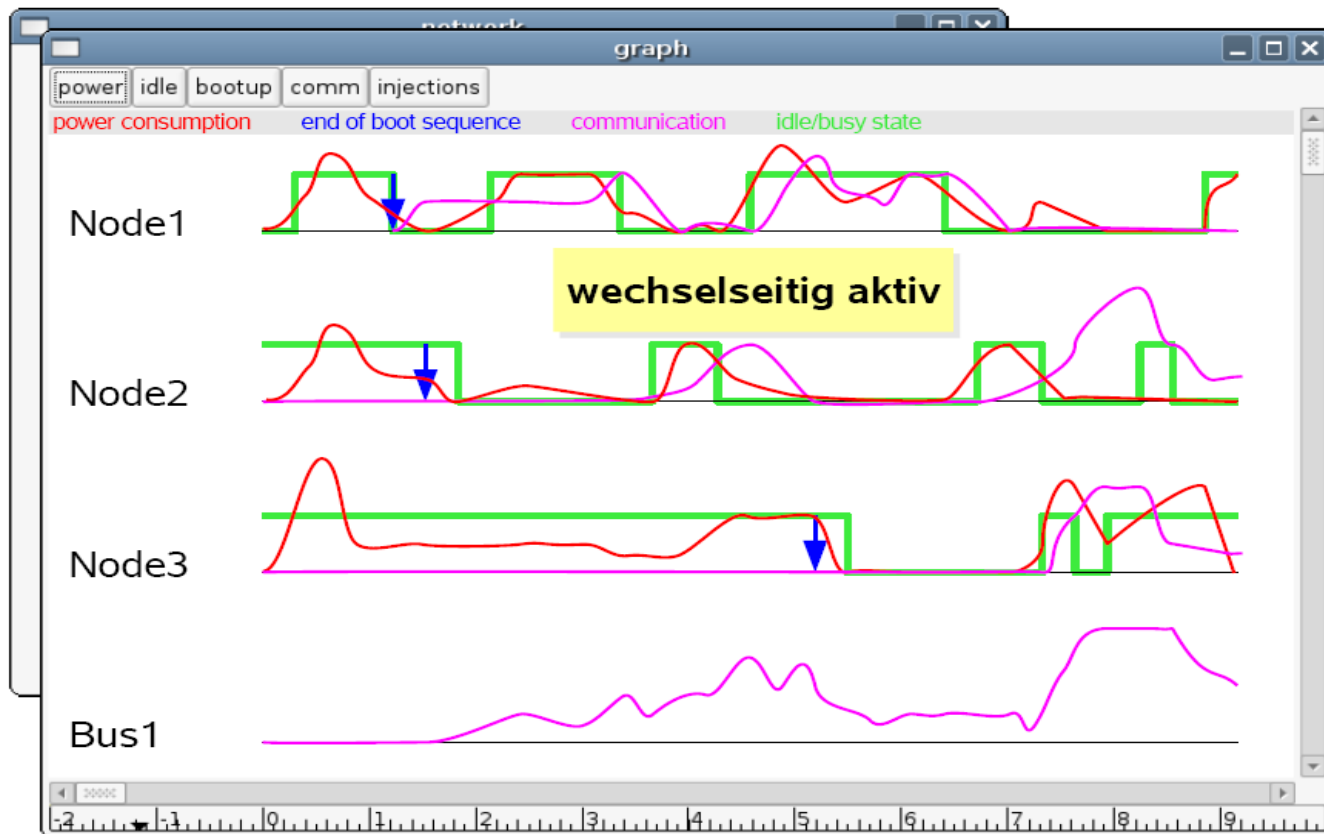 network
graph
power idle bootup comm injections
power consumption end of boot sequence communication idle/busy state
Node1
wechselseitig aktiv
Node2
Node3
Bus1
-2 -1 0 1 2 3 4 5 6 7 8 9